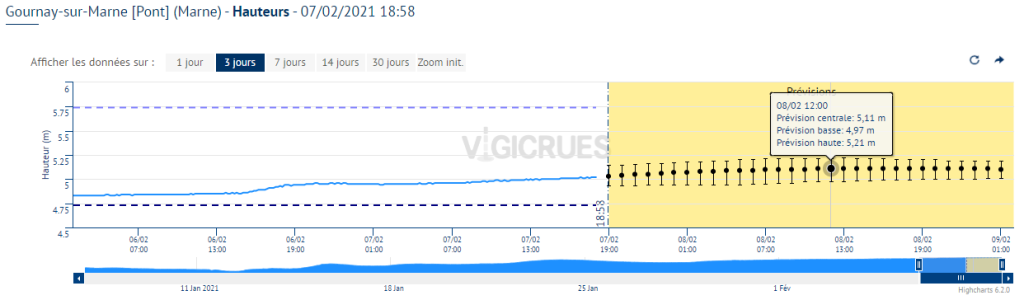 Gournay-sur-Marne [Pont] (Marne) - Hauteurs - 07/02/2021 18:58
Afficher les données sur : 1 jour 3 jours 7 jours 14 jours 30 jours Zoom init.
Prévisions
08/02 12:00
Prévision centrale: 5,11 m
Prévision basse: 4,97 m
Prévision haute: 5,21 m
VIGICRUES
Hauteur (m)
6
5.75
5.5
5.25
5
4.75
4.5
18:58
06/02 06/02 06/02 07/02 07/02 07/02 07/02 08/02 08/02 08/02 08/02 09/02
07:00 13:00 19:00 01:00 07:00 13:00 19:00 01:00 07:00 13:00 19:00 01:00
11 Jan 2021 18 Jan 25 Jan 1 Fév
Highcharts 6.2.0